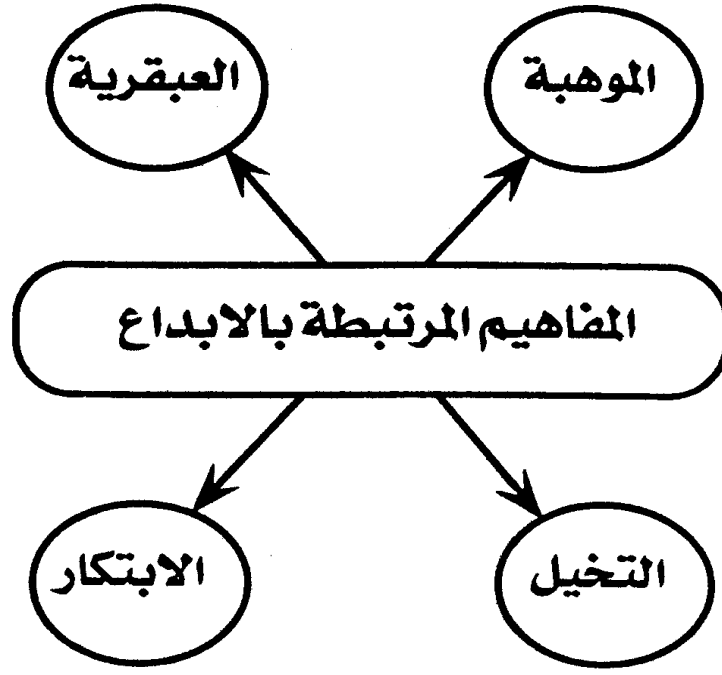 الموهبة
العبقرية
المفاهيم المرتبطة بالابداع
التخيل
الابتكار